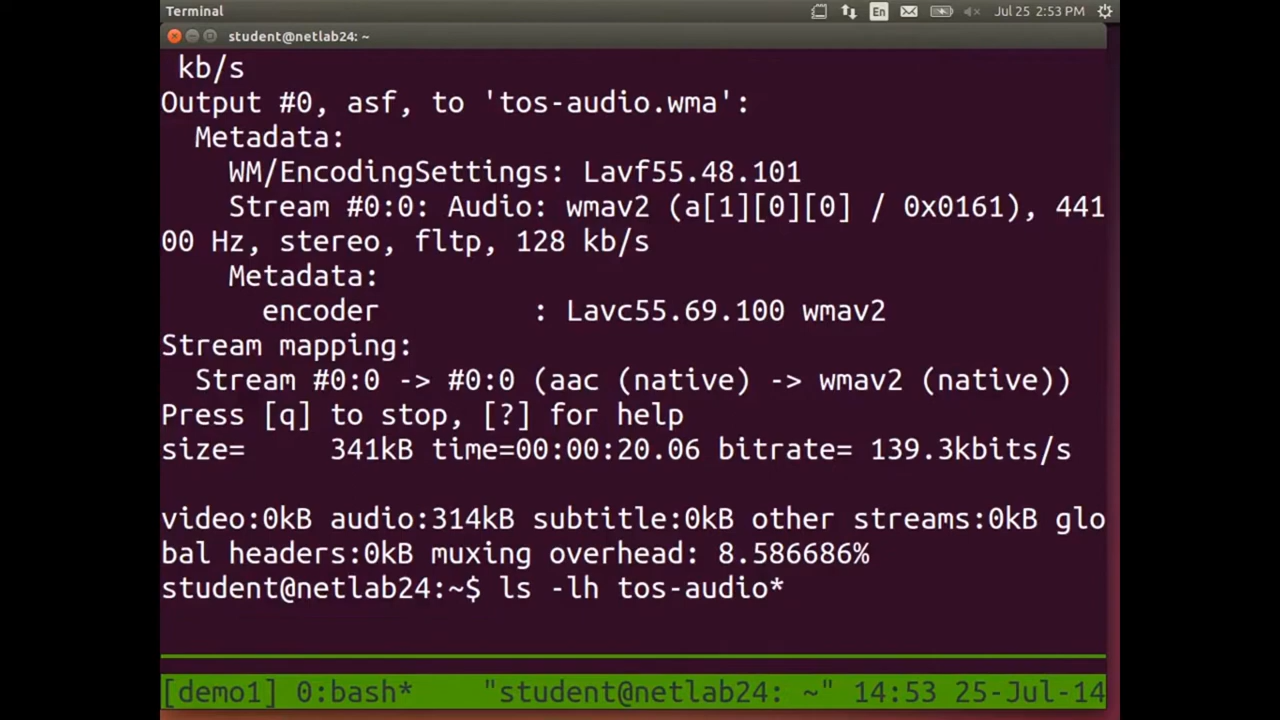 Terminal
En
Jul 25 2:53 PM
student@netlab24: ~
kb/s
Output #0, asf, to 'tos-audio.wma':
Metadata:
WM/EncodingSettings: Lavf55.48.101
Stream #0:0: Audio: wmav2 (a[1][0][0] / 0x0161), 441
00 Hz, stereo, fltp, 128 kb/s
Metadata:
encoder : Lavc55.69.100 wmav2
Stream mapping:
Stream #0:0 -> #0:0 (aac (native) -> wmav2 (native))
Press [q] to stop, [?] for help
size= 341kB time=00:00:20.06 bitrate= 139.3kbits/s
video:0kB audio:314kB subtitle:0kB other streams:0kB glo
bal headers:0kB muxing overhead: 8.586686%
student@netlab24:~$ ls -lh tos-audio*
[demo1] 0:bash* "student@netlab24: ~" 14:53 25-Jul-14